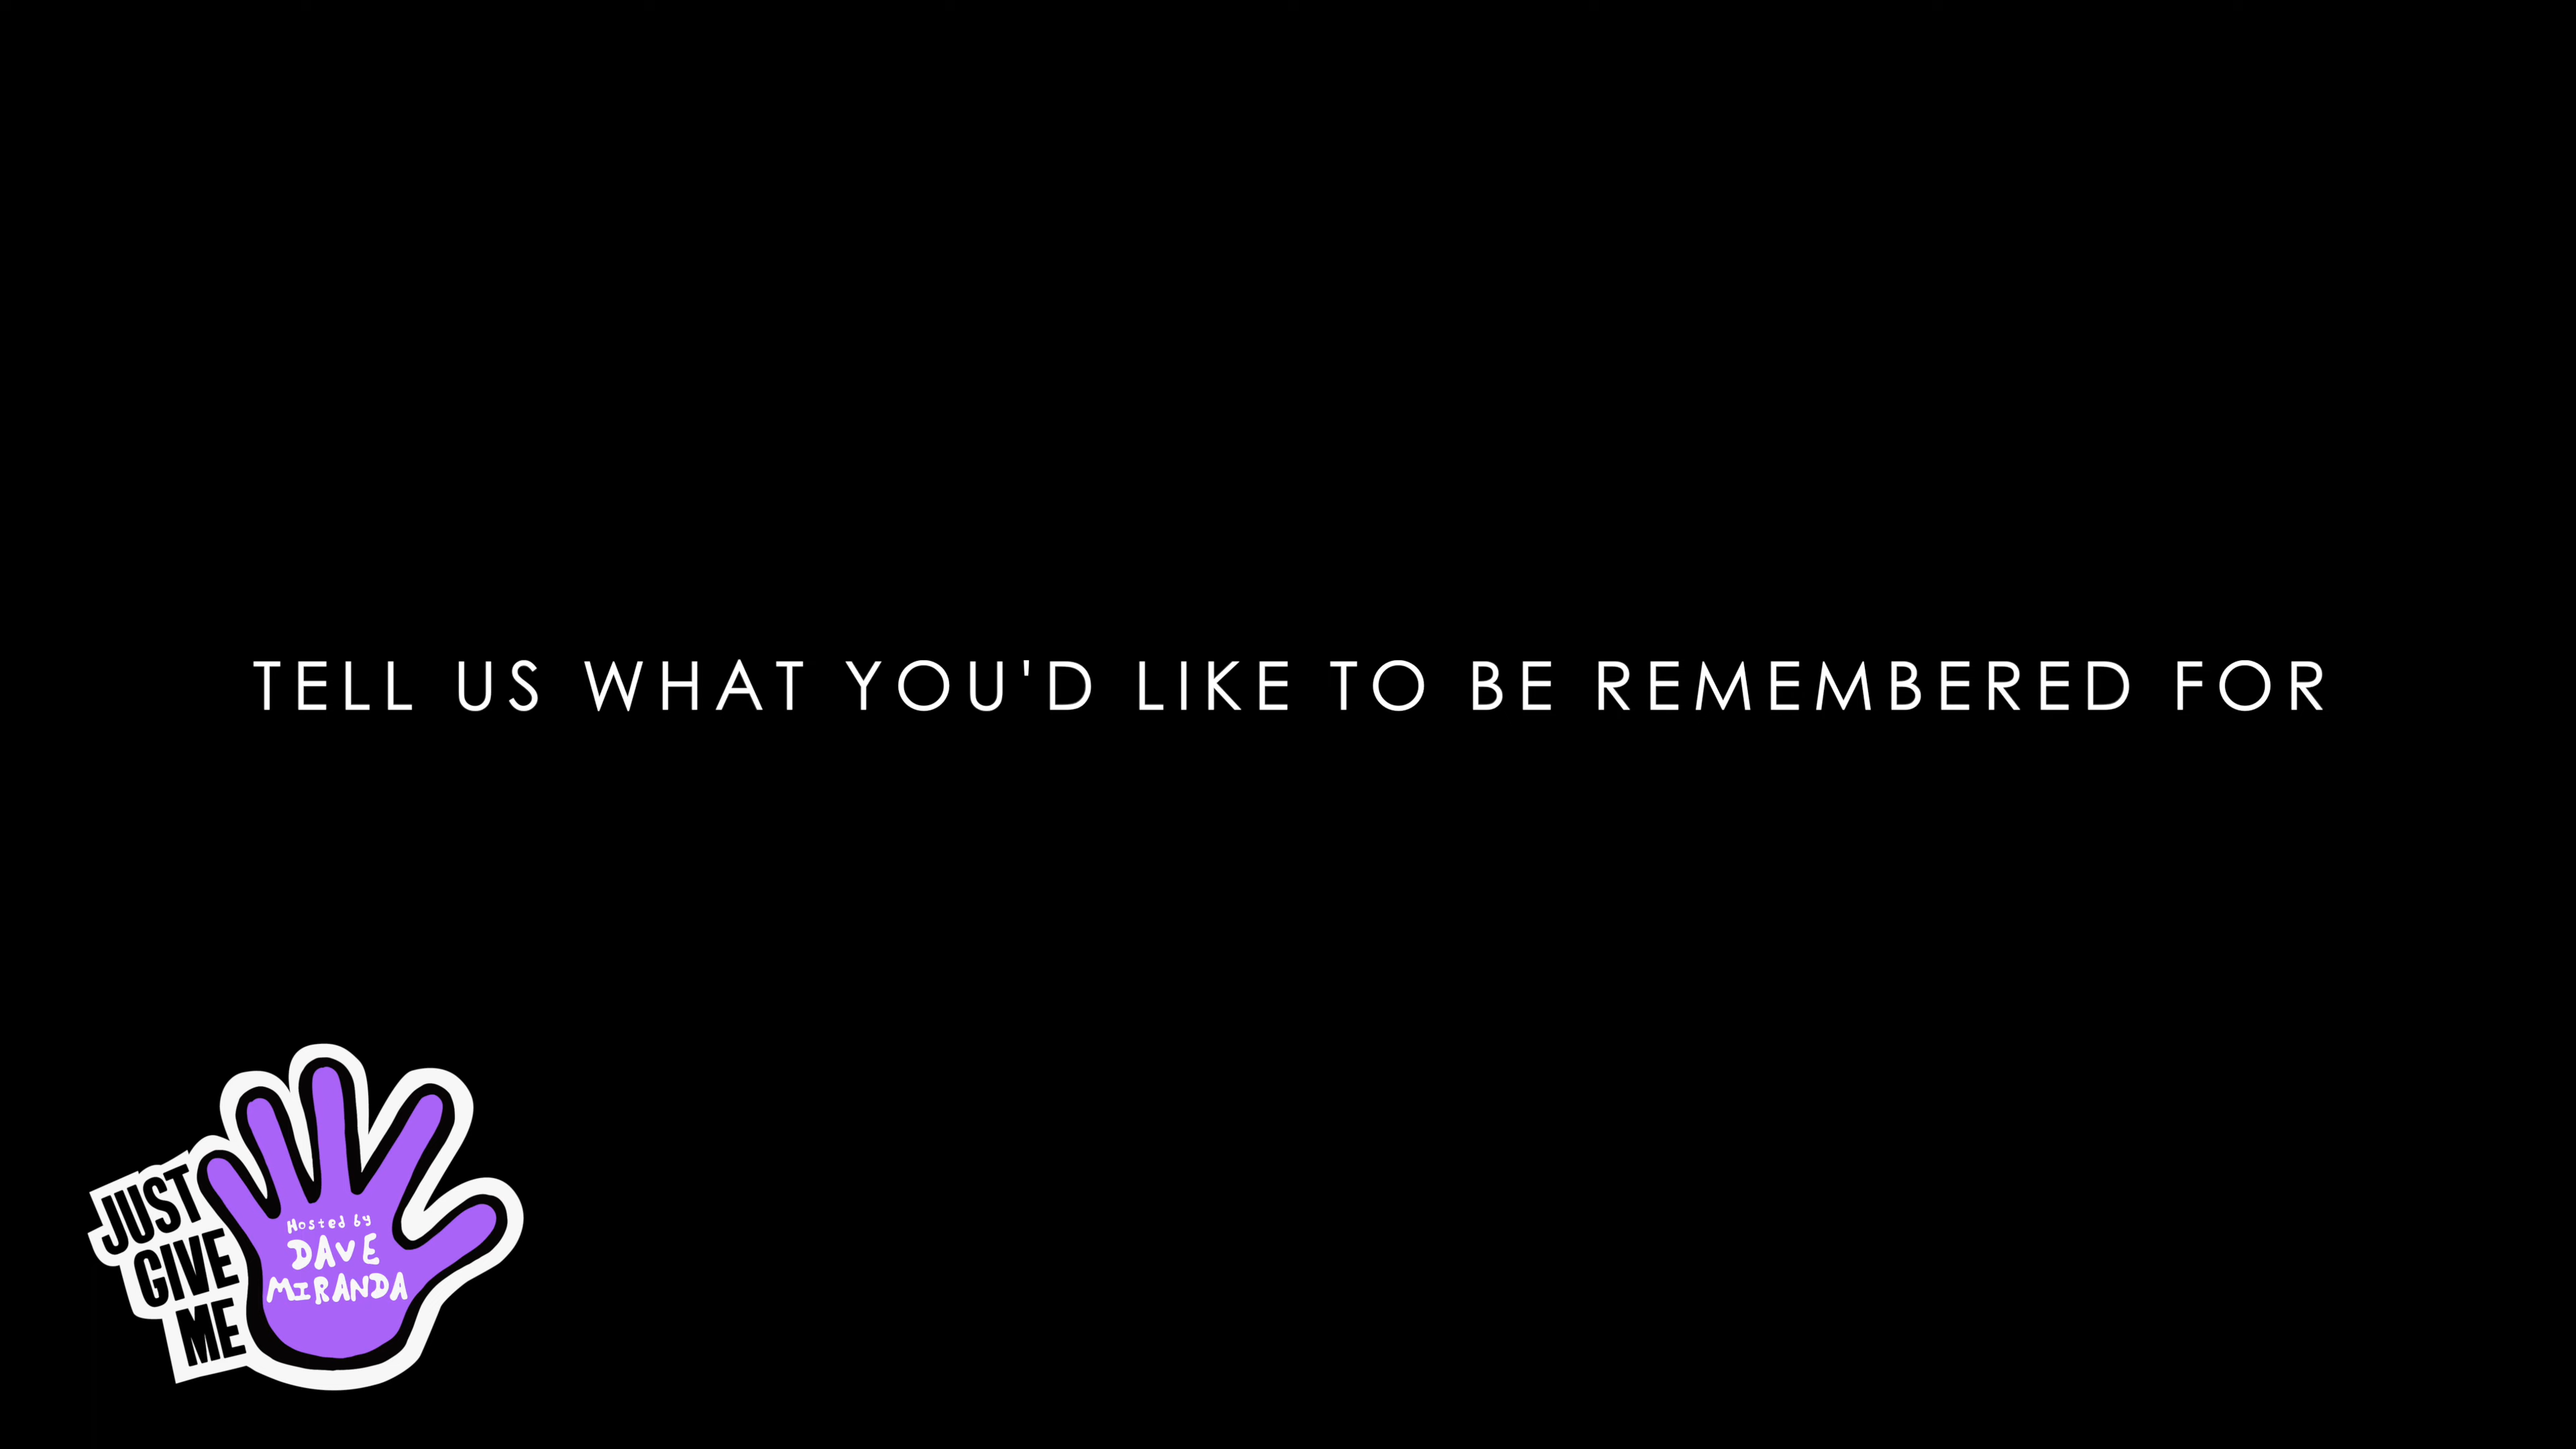 TELL US WHAT YOU'D LIKE TO BE REMEMBERED FOR
JUST
GIVE
ME
Hosted by
DAVE
MIRANDA